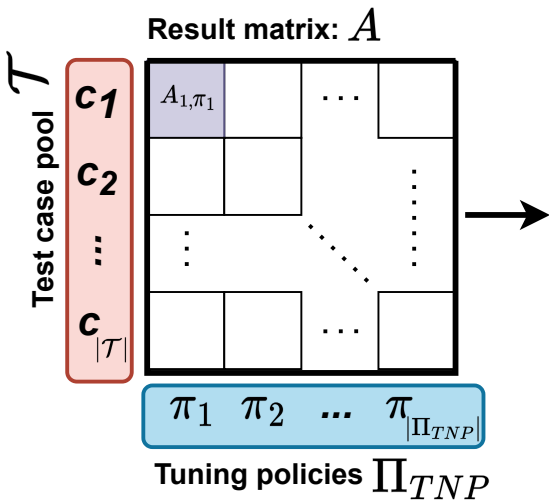 Result matrix: A
Test case pool 𝒯
c1
c2
...
c|𝒯|
A1,π1
...
...
π1 π2 ... π|ΠTNP|
Tuning policies ΠTNP